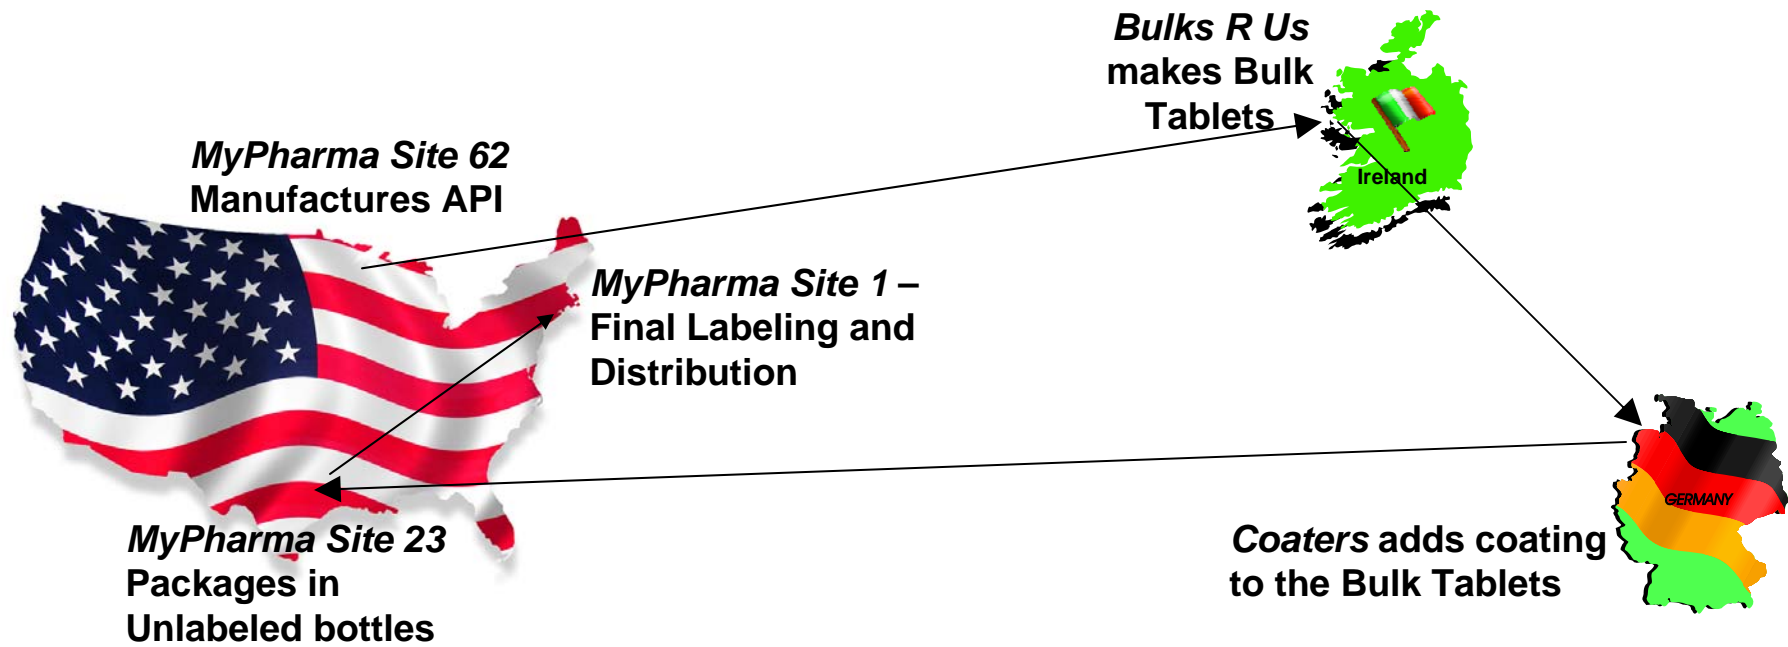 Bulks R Us
makes Bulk
Tablets
Ireland
MyPharma Site 62
Manufactures API
MyPharma Site 1 –
Final Labeling and
Distribution
GERMANY
Coaters adds coating
to the Bulk Tablets
MyPharma Site 23
Packages in
Unlabeled bottles